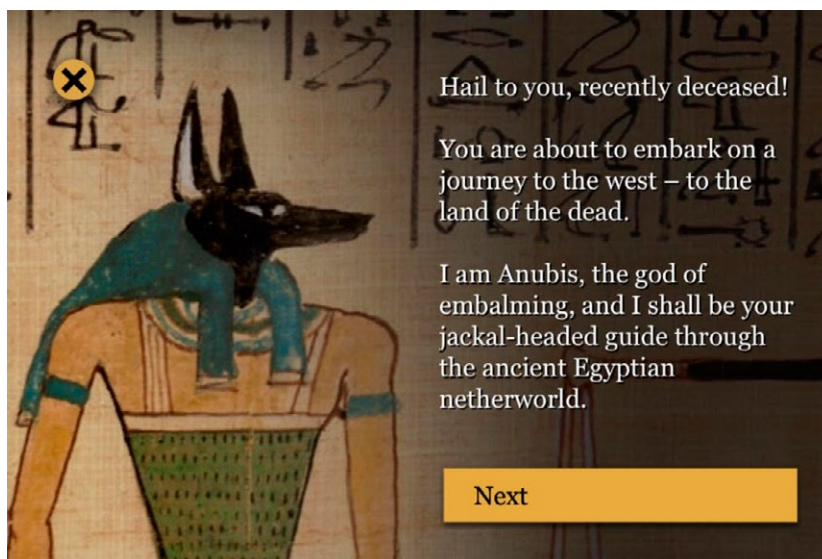 Hail to you, recently deceased!
You are about to embark on a
journey to the west – to the
land of the dead.
I am Anubis, the god of
embalming, and I shall be your
jackal-headed guide through
the ancient Egyptian
netherworld.
Next